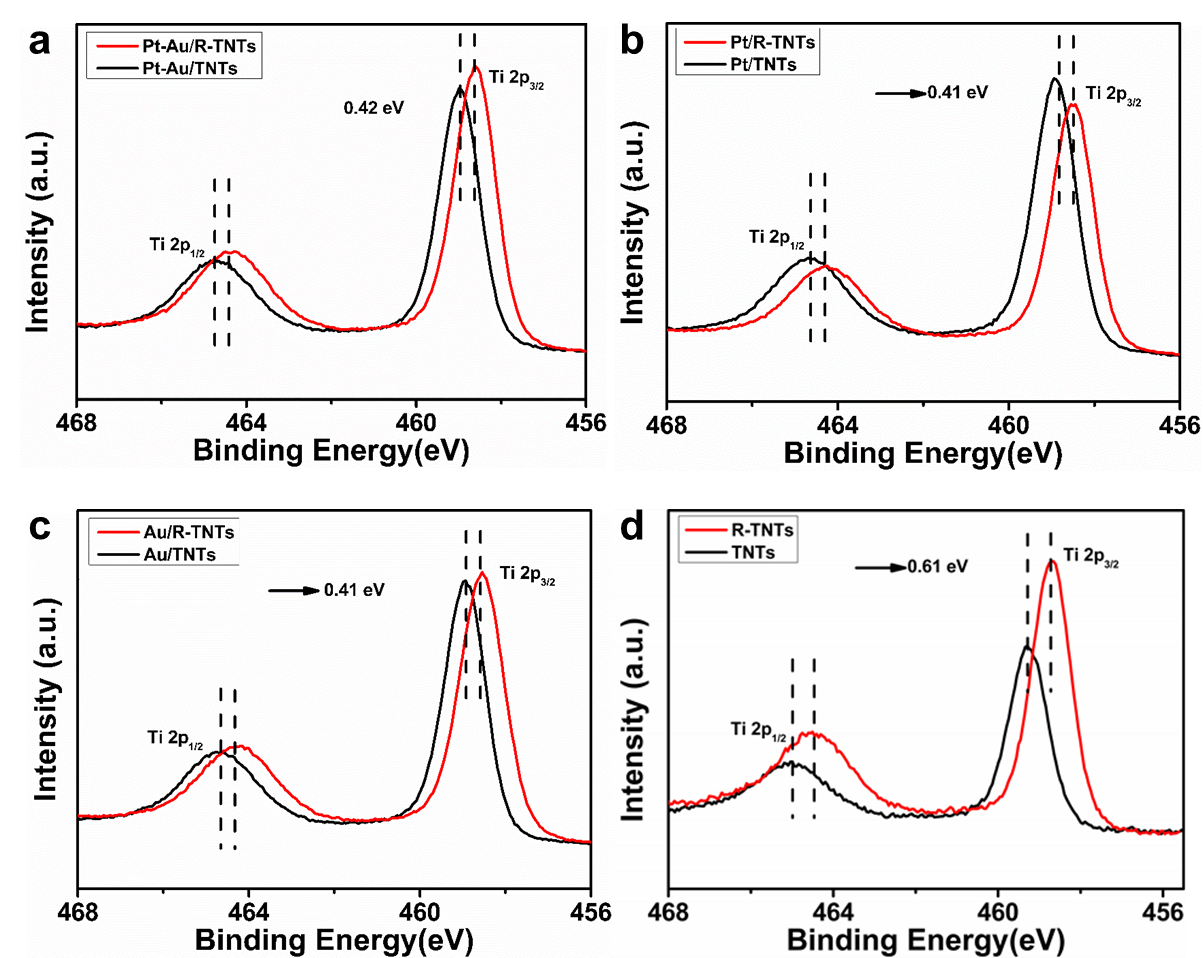 a
Pt-Au/R-TNTs
Pt-Au/TNTs
0.42 eV
Ti 2p3/2
Ti 2p1/2
Intensity (a.u.)
468 464 460 456
Binding Energy(eV)
b
Pt/R-TNTs
Pt/TNTs
0.41 eV
Ti 2p3/2
Ti 2p1/2
Intensity (a.u.)
468 464 460 456
Binding Energy(eV)
c
Au/R-TNTs
Au/TNTs
0.41 eV
Ti 2p3/2
Ti 2p1/2
Intensity (a.u.)
468 464 460 456
Binding Energy(eV)
d
R-TNTs
TNTs
0.61 eV
Ti 2p3/2
Ti 2p1/2
Intensity (a.u.)
468 464 460 456
Binding Energy(eV)